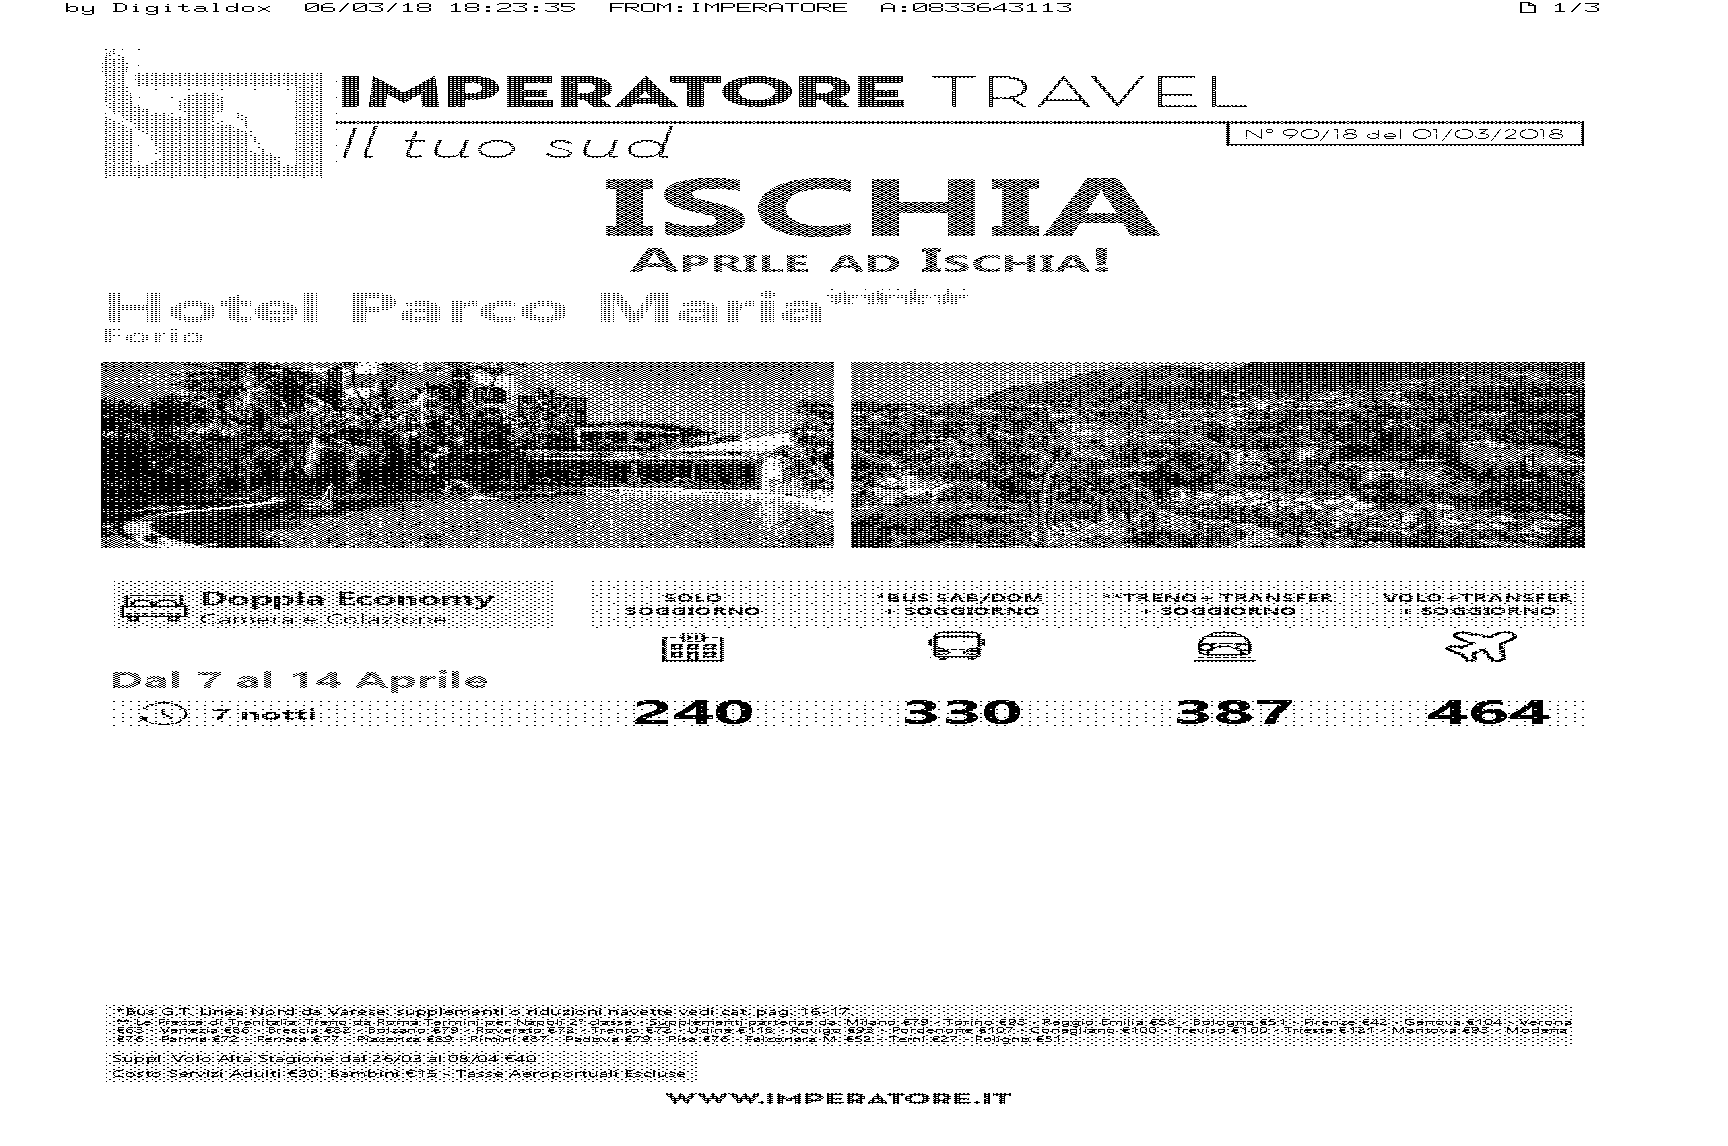 by Digitaldox 06/03/18 18:23:35 FROM:IMPERATORE A:0833643113 1/3
IMPERATORE TRAVEL
Il tuo sud
N° 90/18 del 01/03/2018
ISCHIA
APRILE AD ISCHIA!
Hotel Parco Maria
Forio
Doppia Economy
Camera e Colazione
SOLO SOGGIORNO
*BUS SAB/DOM + SOGGIORNO
**TRENO+ TRANSFER + SOGGIORNO
VOLO+TRANSFER + SOGGIORNO
Dal 7 al 14 Aprile
7 notti 240 330 387 464
*Bus G.T. Linea Nord da Varese, supplementi o riduzioni navette vedi cat. pag. 16-17
Suppl. Volo Alta Stagione dal 26/03 al 08/04 €40
Costo Servizi Adulti €30, Bambini €15 - Tasse Aeroportuali Escluse
WWW.IMPERATORE.IT